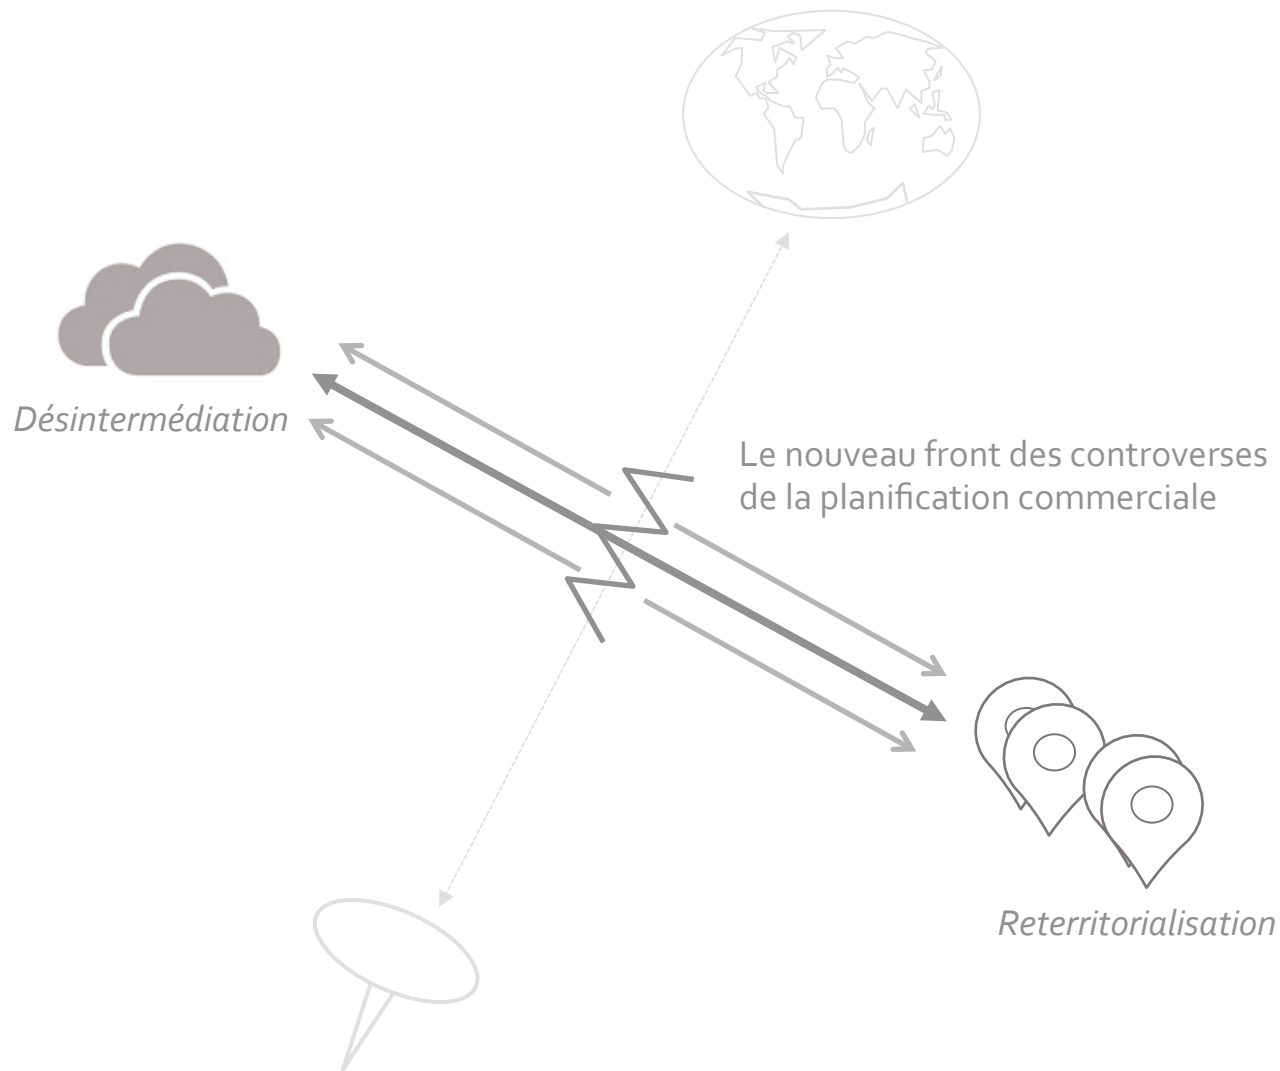 Désintermédiation
Le nouveau front des controverses
de la planification commerciale
Reterritorialisation